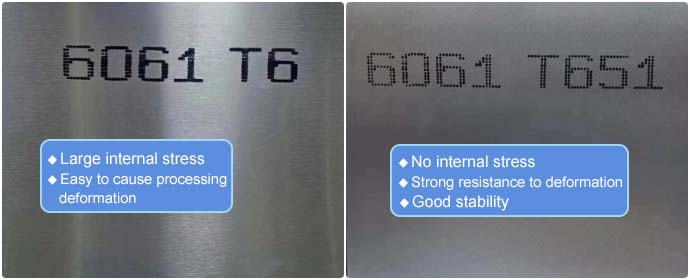 6061 T6
◆ Large internal stress
◆ Easy to cause processing
deformation
6061 T651
◆ No internal stress
◆ Strong resistance to deformation
◆ Good stability